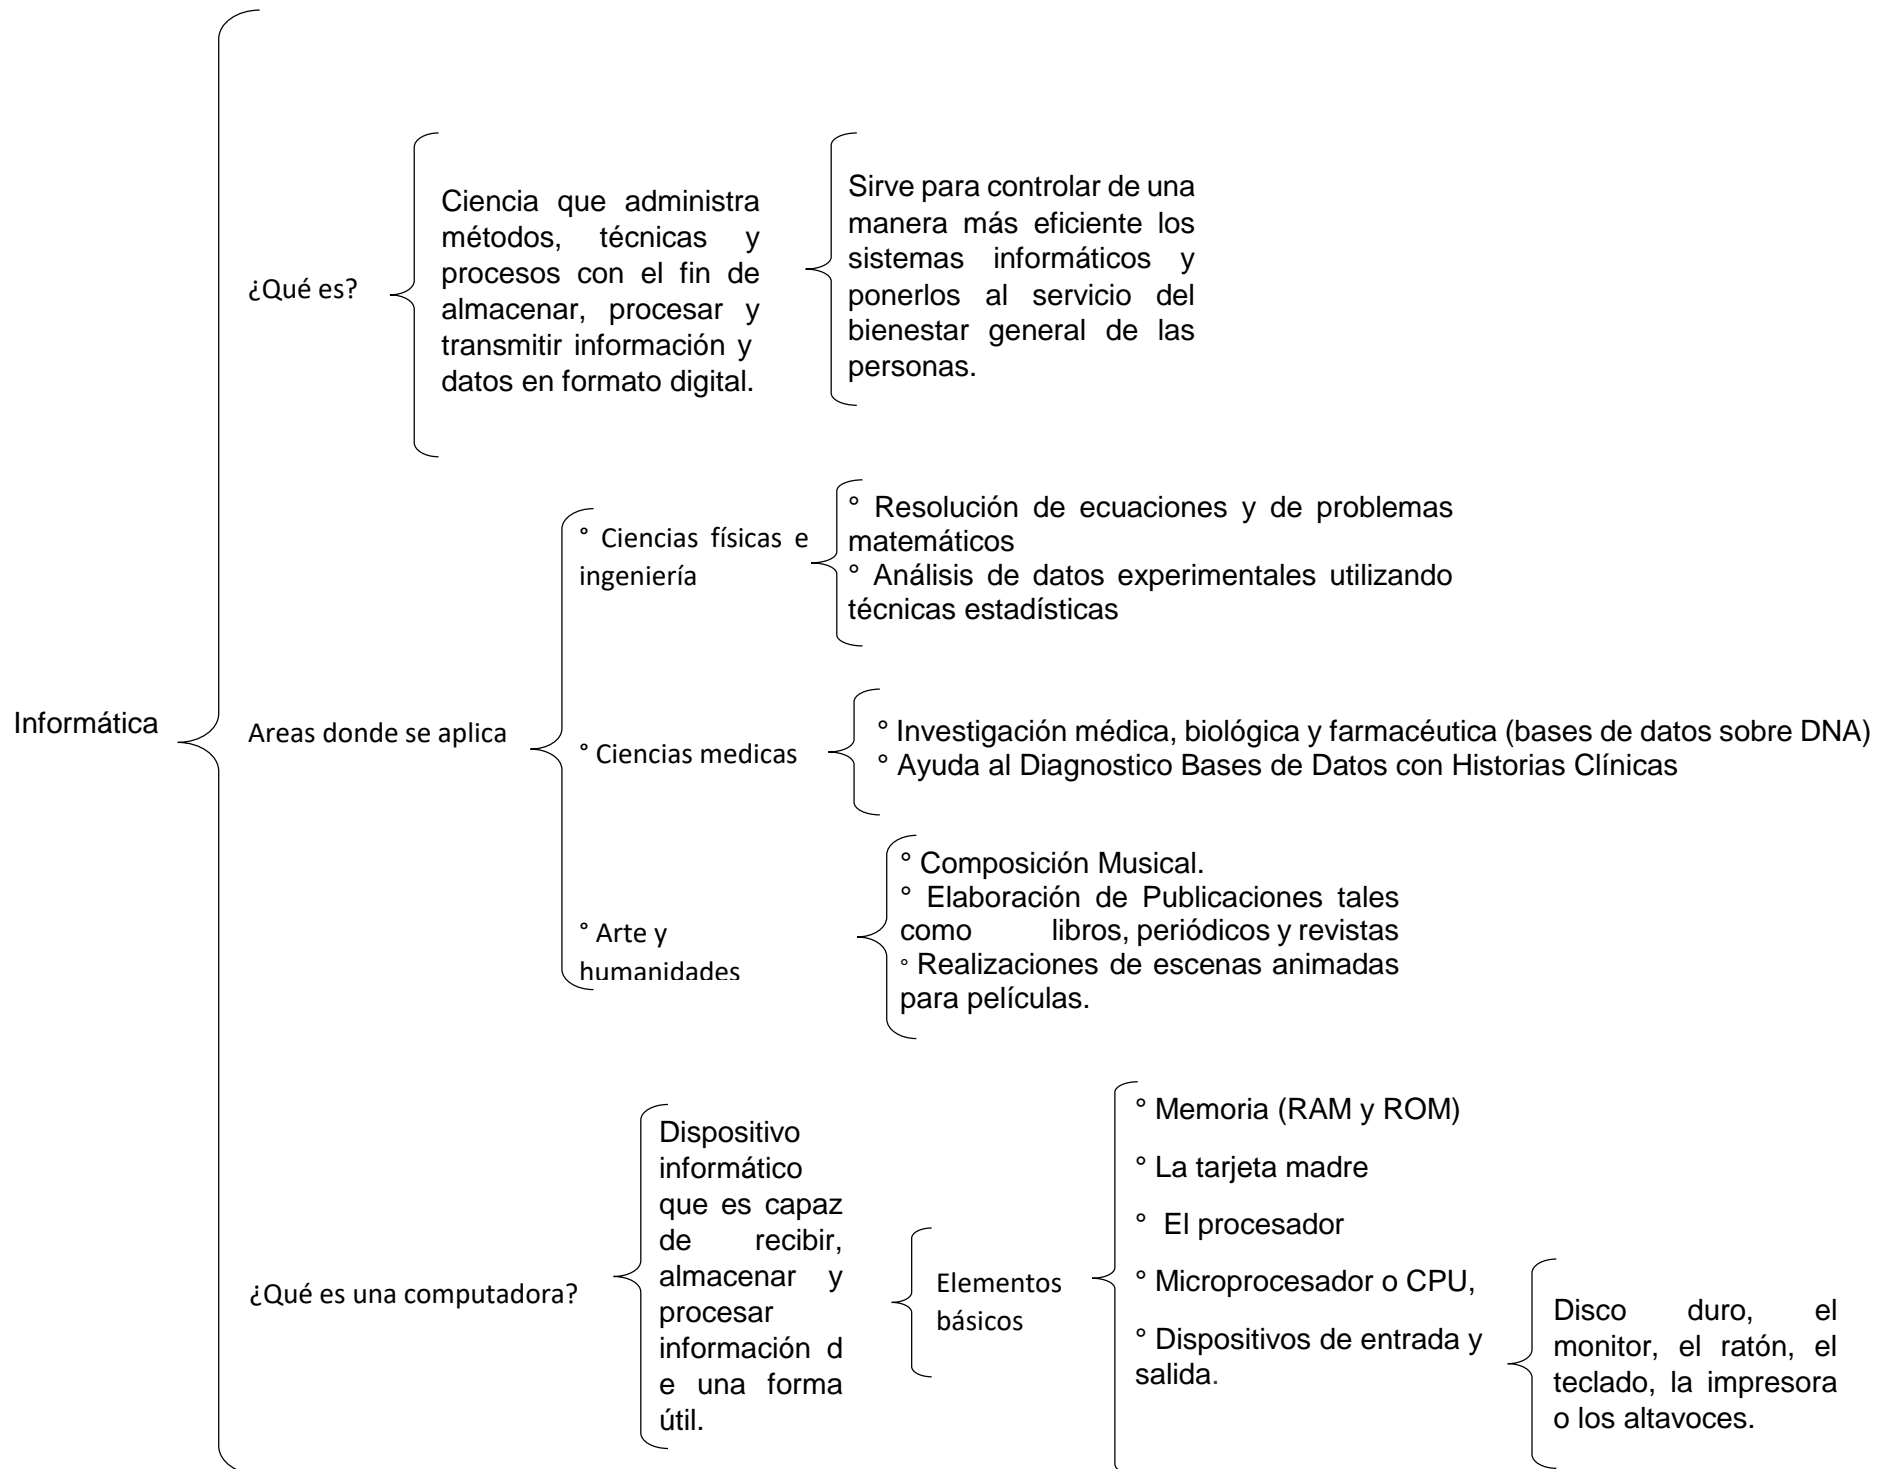 Informática
¿Qué es?
Ciencia que administra
métodos, técnicas y
procesos con el fin de
almacenar, procesar y
transmitir información y
datos en formato digital.
Sirve para controlar de una
manera más eficiente los
sistemas informáticos y
ponerlos al servicio del
bienestar general de las
personas.
Areas donde se aplica
° Ciencias físicas e
ingeniería
° Resolución de ecuaciones y de problemas
matemáticos
° Análisis de datos experimentales utilizando
técnicas estadísticas
° Ciencias medicas
° Investigación médica, biológica y farmacéutica (bases de datos sobre DNA)
° Ayuda al Diagnostico Bases de Datos con Historias Clínicas
° Arte y
humanidades
° Composición Musical.
° Elaboración de Publicaciones tales
como libros, periódicos y revistas
° Realizaciones de escenas animadas
para películas.
¿Qué es una computadora?
Dispositivo
informático
que es capaz
de recibir,
almacenar y
procesar
información d
e una forma
útil.
Elementos
básicos
° Memoria (RAM y ROM)
° La tarjeta madre
° El procesador
° Microprocesador o CPU,
° Dispositivos de entrada y
salida.
Disco duro, el
monitor, el ratón, el
teclado, la impresora
o los altavoces.